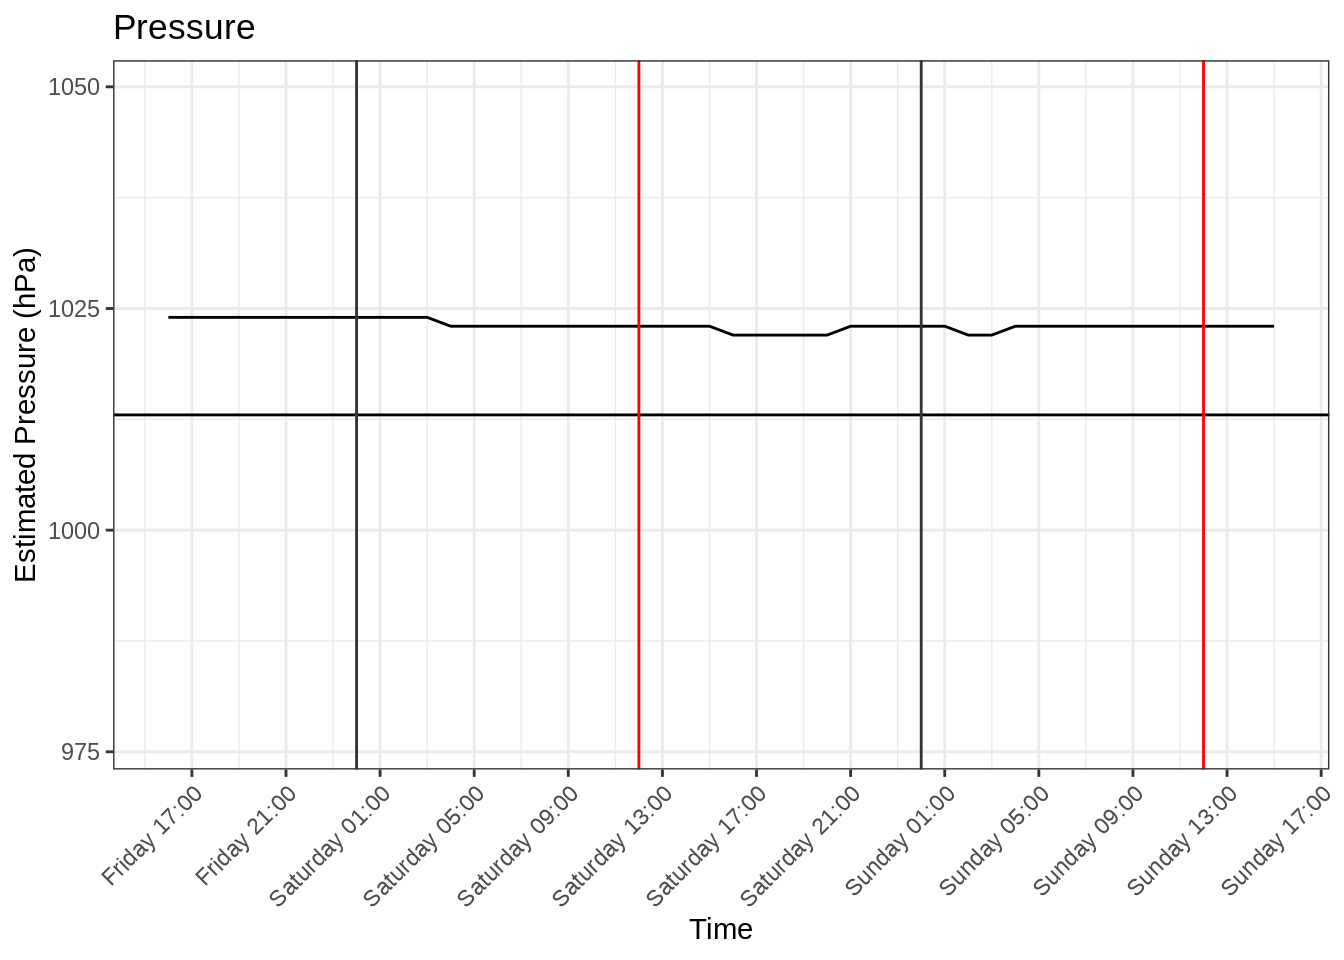 Pressure
Estimated Pressure (hPa)
1050
1025
1000
975
Friday 17:00
Friday 21:00
Saturday 01:00
Saturday 05:00
Saturday 09:00
Saturday 13:00
Saturday 17:00
Saturday 21:00
Sunday 01:00
Sunday 05:00
Sunday 09:00
Sunday 13:00
Sunday 17:00
Time